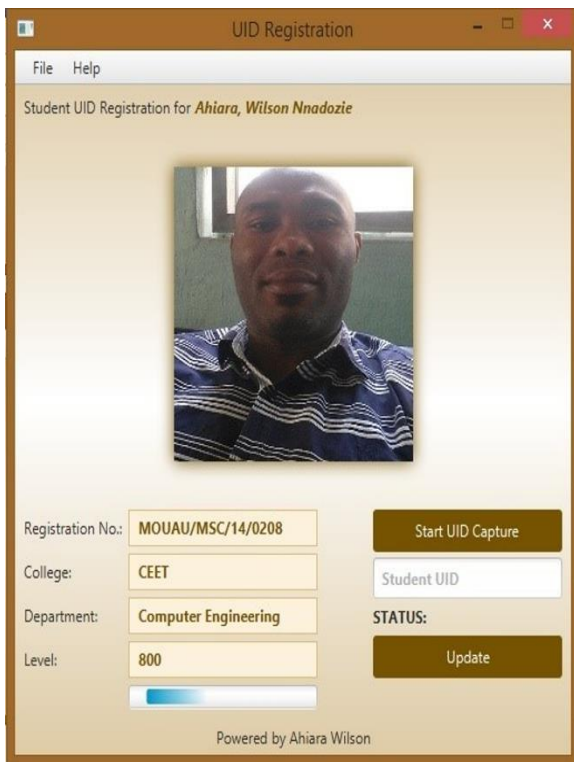 UID Registration
File Help
Student UID Registration for Ahiara, Wilson Nnadozie
Registration No.: MOUAU/MSC/14/0208
Start UID Capture
College: CEET
Student UID
Department: Computer Engineering
STATUS:
Level: 800
Update
Powered by Ahiara Wilson